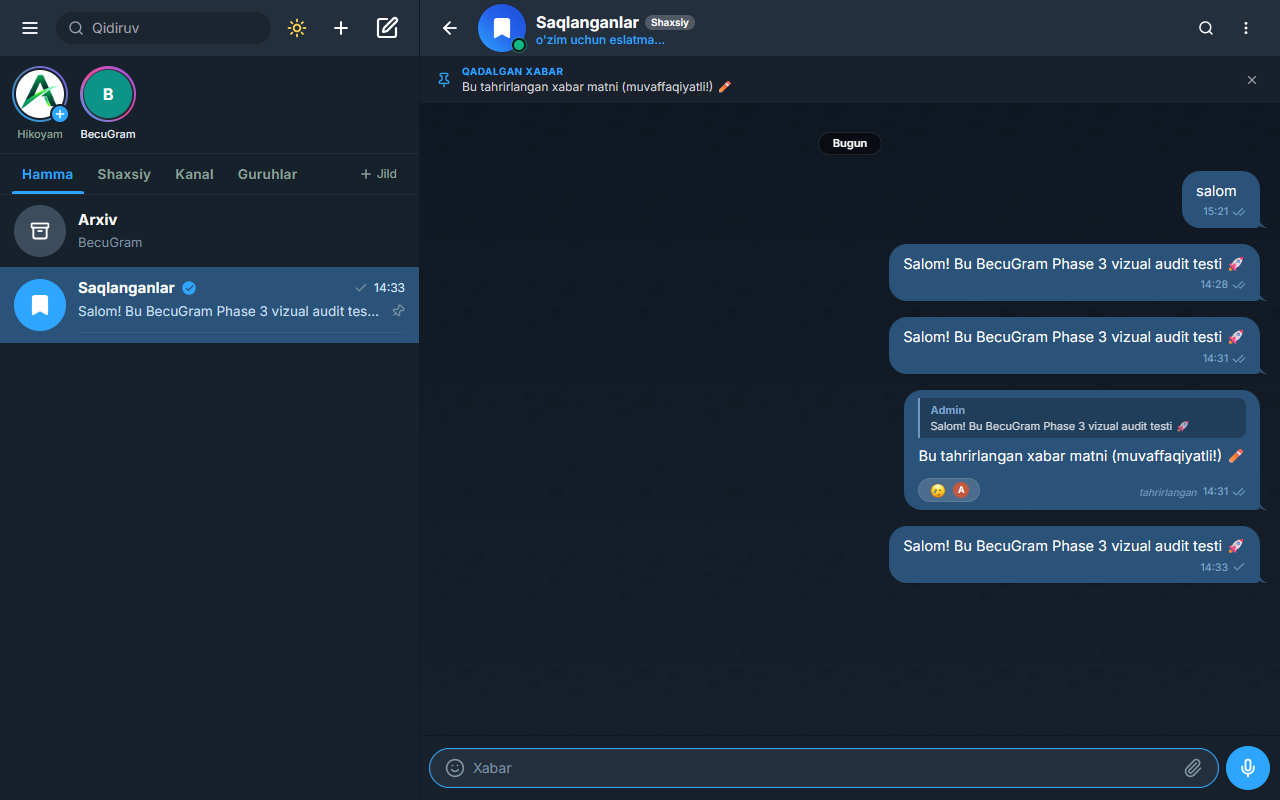 Qidiruv
Hikoyam
B
BecuGram
Hamma
Shaxsiy
Kanal
Guruhlar
+ Jild
Arxiv
BecuGram
Saqlanganlar
14:33
Salom! Bu BecuGram Phase 3 vizual audit tes...
Saqlanganlar
Shaxsiy
o'zim uchun eslatma...
QADALGAN XABAR
Bu tahrirlangan xabar matni (muvaffaqiyatli!)
Bugun
salom
15:21
Salom! Bu BecuGram Phase 3 vizual audit testi 🚀
14:28
Salom! Bu BecuGram Phase 3 vizual audit testi 🚀
14:31
Admin
Salom! Bu BecuGram Phase 3 vizual audit testi 🚀
Bu tahrirlangan xabar matni (muvaffaqiyatli!)
A
tahrirlangan 14:31
Salom! Bu BecuGram Phase 3 vizual audit testi 🚀
14:33
Xabar